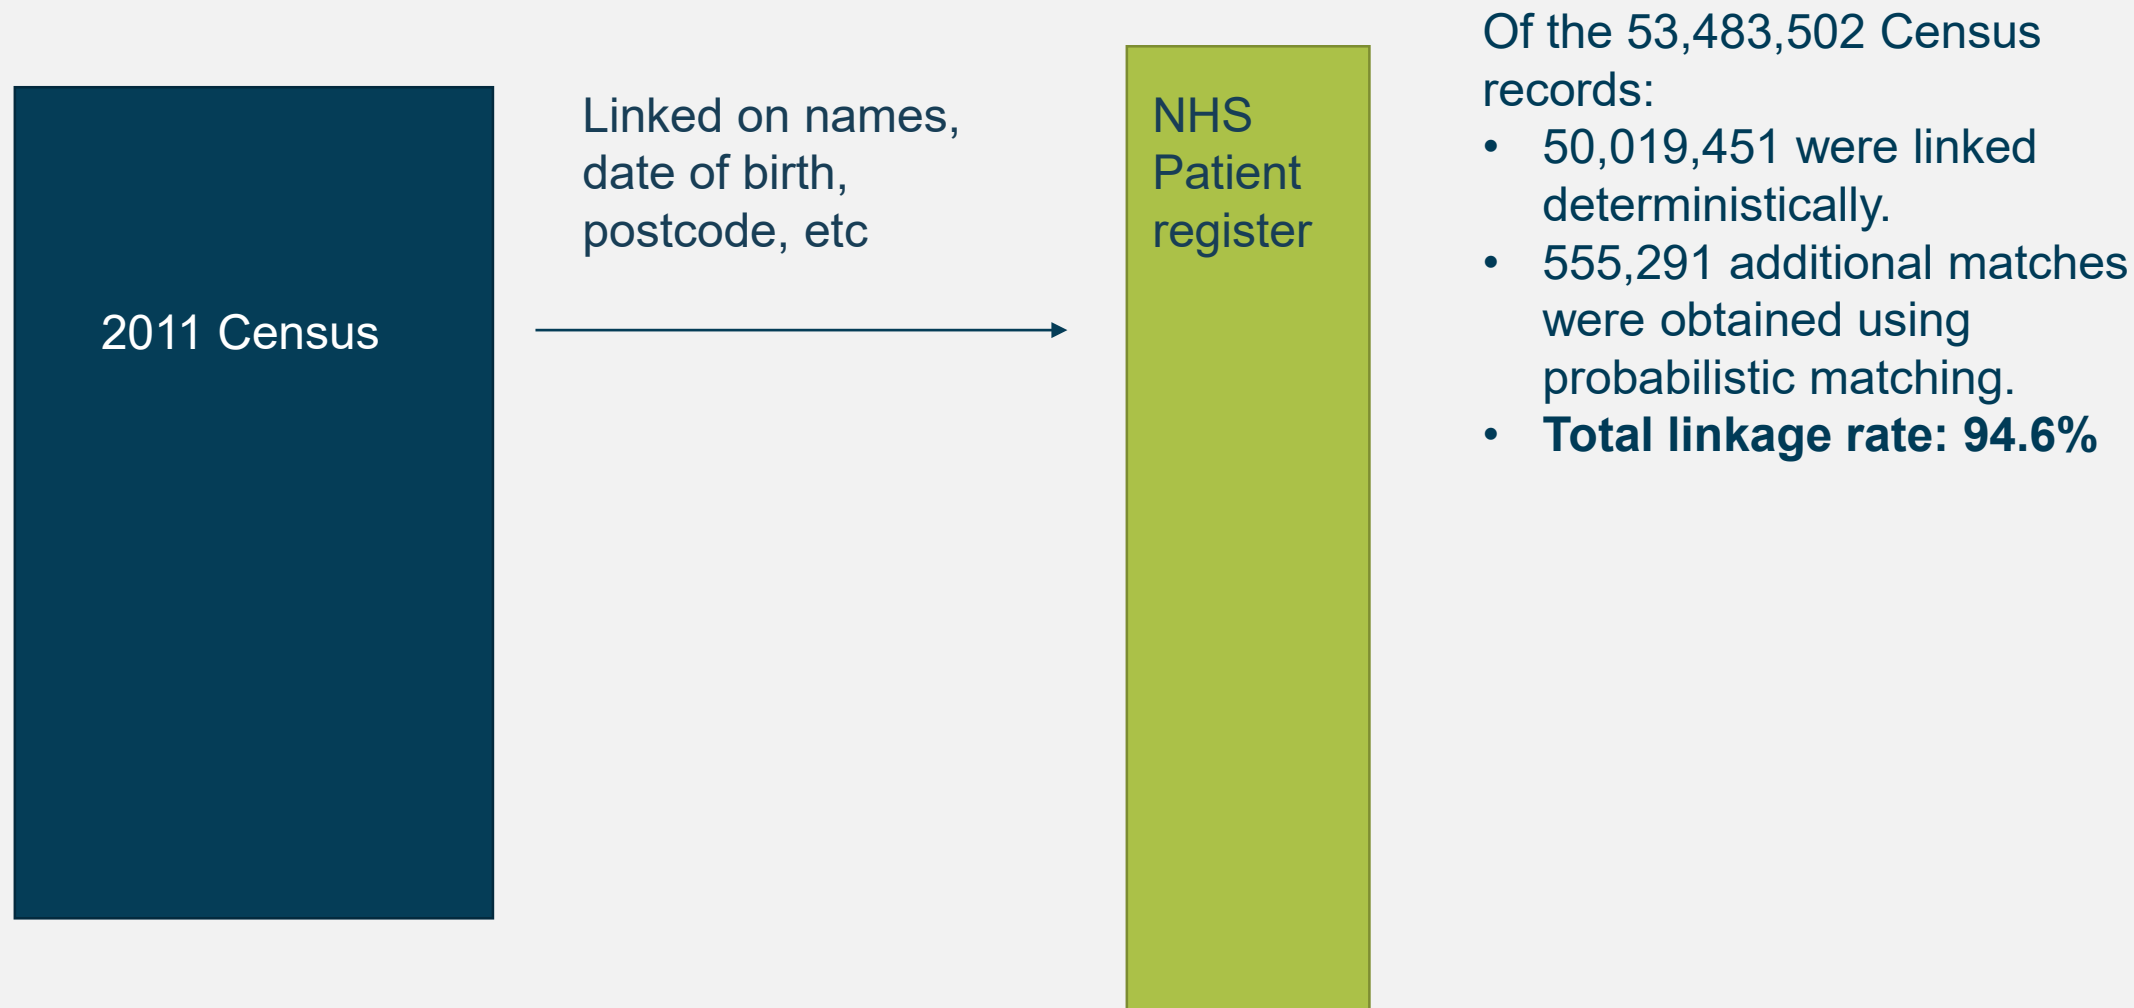 2011 Census
Linked on names,
date of birth,
postcode, etc
NHS
Patient
register
Of the 53,483,502 Census
records:
• 50,019,451 were linked
deterministically.
• 555,291 additional matches
were obtained using
probabilistic matching.
• Total linkage rate: 94.6%